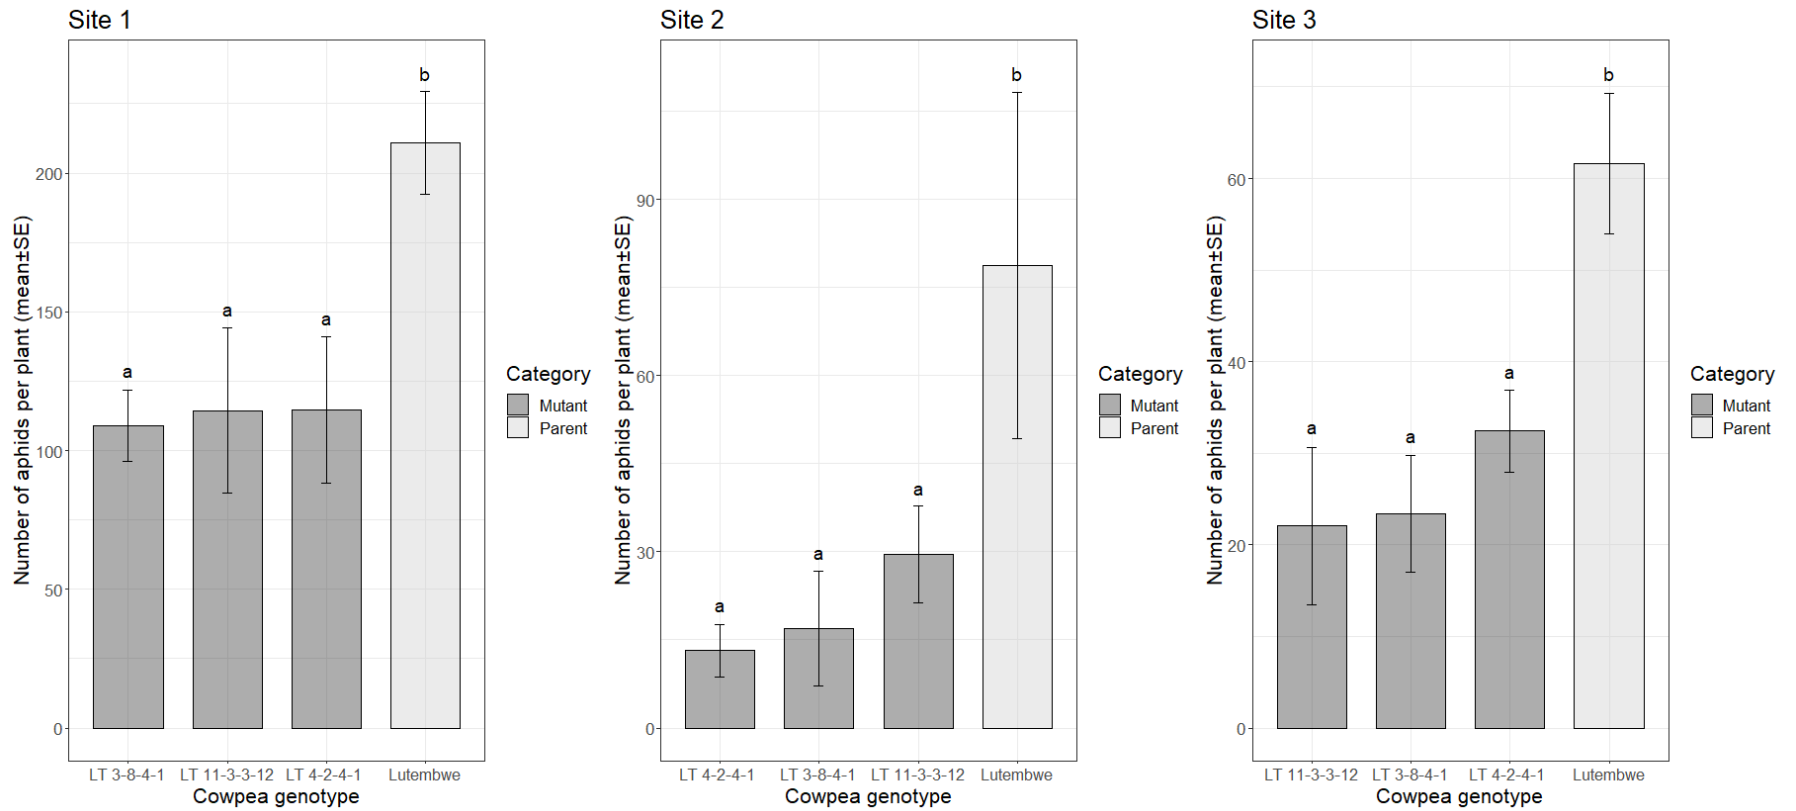 Site 1
Number of aphids per plant (mean±SE)
200
150
100
50
0
a
a
a
b
LT 3-8-4-1 LT 11-3-3-12 LT 4-2-4-1 Lutembwe
Cowpea genotype
Category
Mutant
Parent
Site 2
Number of aphids per plant (mean±SE)
90
60
30
0
a
a
a
b
LT 4-2-4-1 LT 3-8-4-1 LT 11-3-3-12 Lutembwe
Cowpea genotype
Category
Mutant
Parent
Site 3
Number of aphids per plant (mean±SE)
60
40
20
0
a
a
a
b
LT 11-3-3-12 LT 3-8-4-1 LT 4-2-4-1 Lutembwe
Cowpea genotype
Category
Mutant
Parent